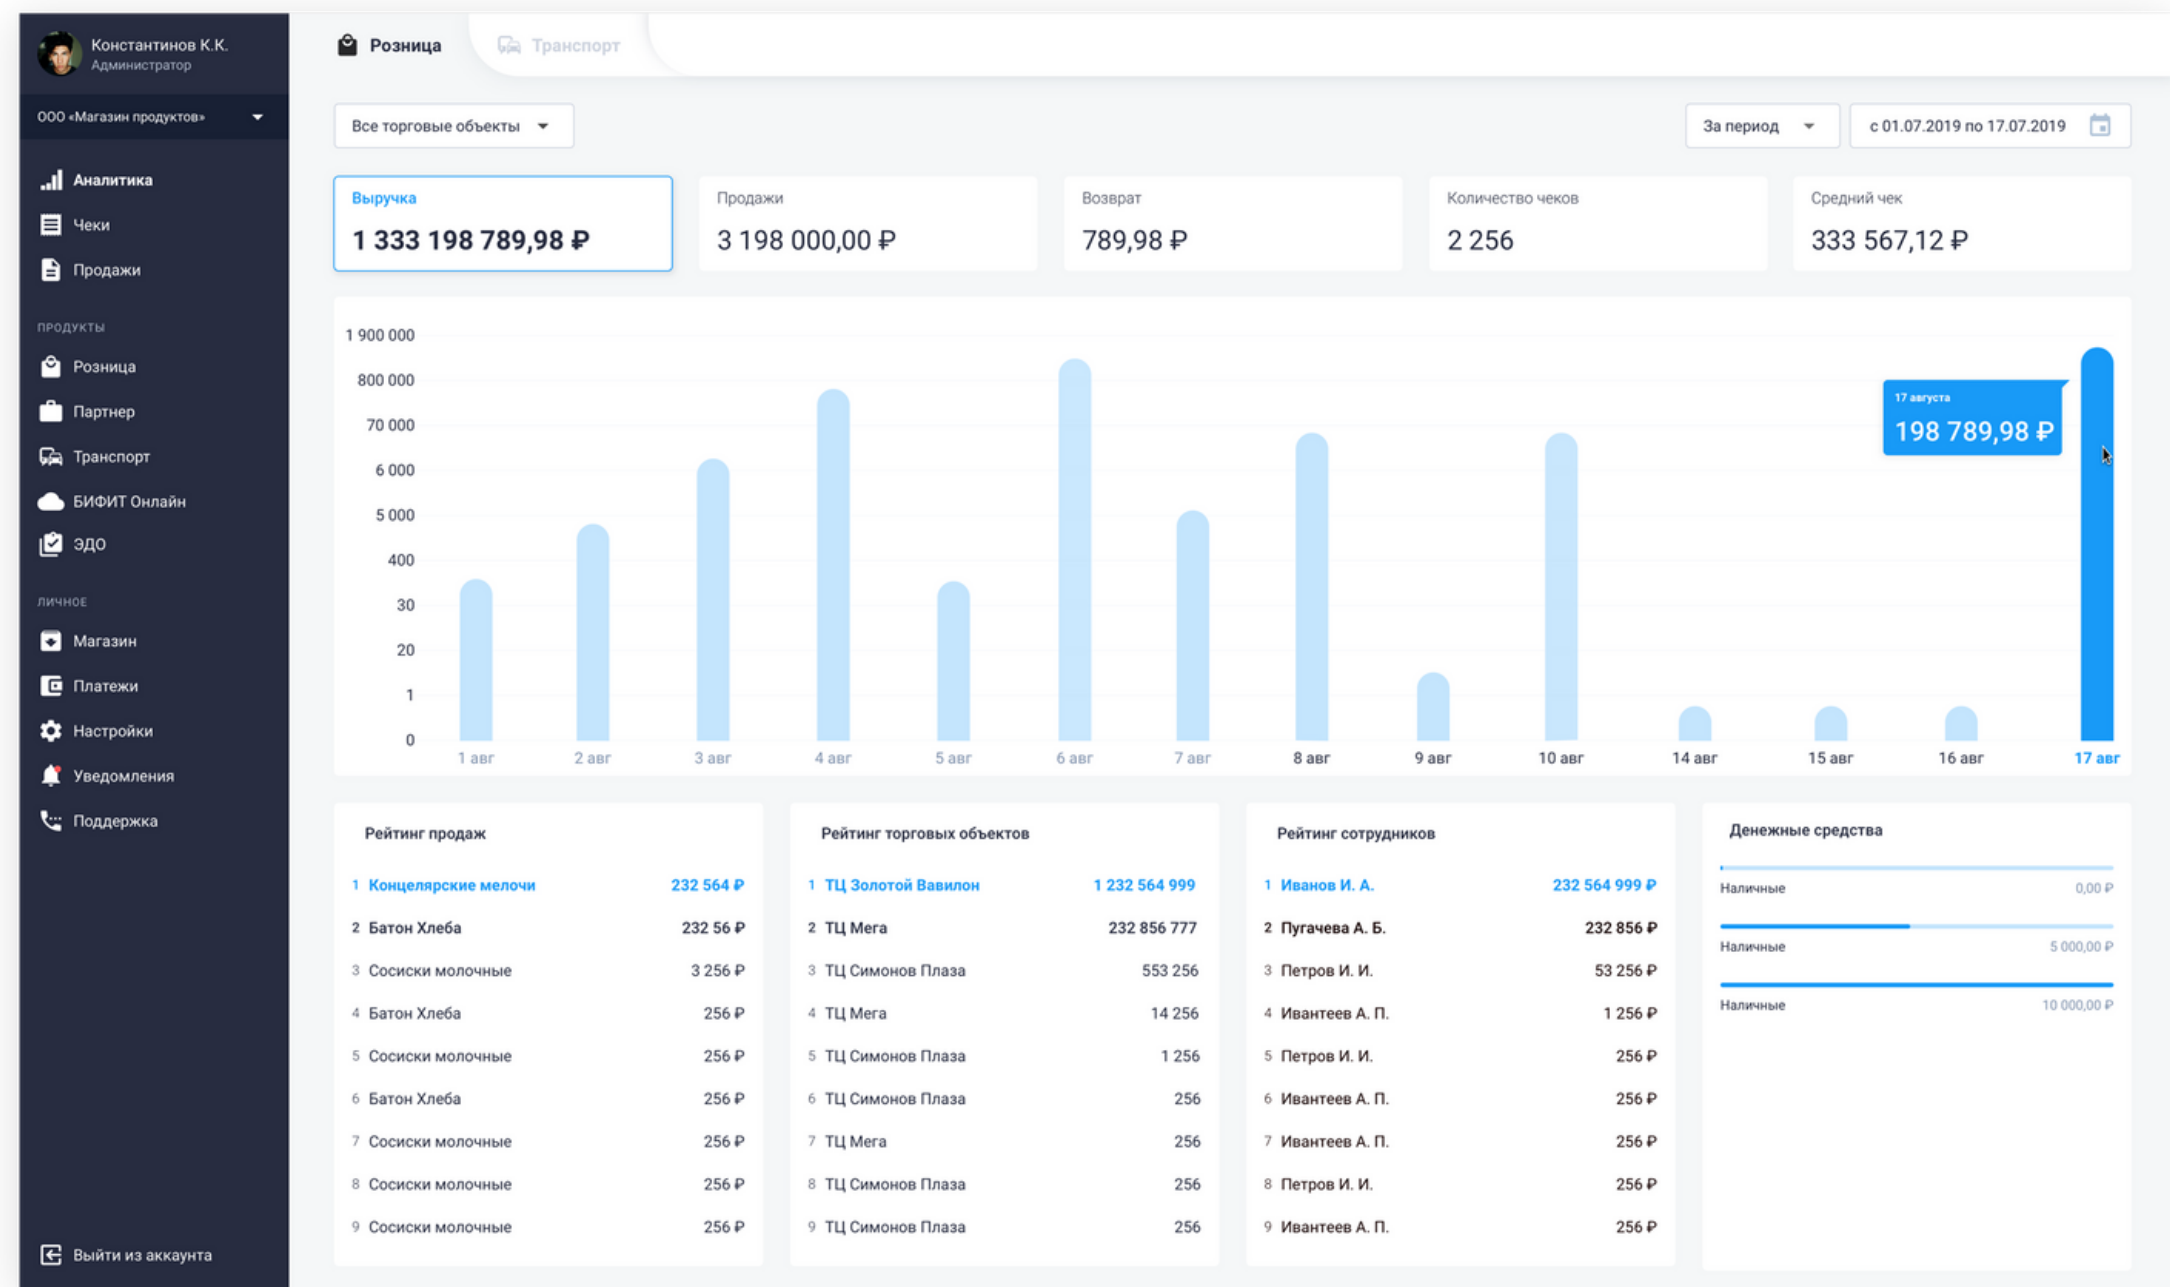 Константинов К.К.
Администратор
ООО «Магазин продуктов»
Аналитика
Чеки
Продажи
ПРОДУКТЫ
Розница
Партнер
Транспорт
БИФИТ Онлайн
ЭДО
ЛИЧНОЕ
Магазин
Платежи
Настройки
Уведомления
Поддержка
Выйти из аккаунта
Розница Транспорт
Все торговые объекты За период с 01.07.2019 по 17.07.2019
Выручка Продажи Возврат Количество чеков Средний чек
1 333 198 789,98 ₽ 3 198 000,00 ₽ 789,98 ₽ 2 256 333 567,12 ₽
1 900 000
800 000
70 000
6 000
5 000
400
30
20
1
0
17 августа
198 789,98 ₽
1 авг 2 авг 3 авг 4 авг 5 авг 6 авг 7 авг 8 авг 9 авг 10 авг 14 авг 15 авг 16 авг 17 авг
Рейтинг продаж
1 Концелярские мелочи 232 564 ₽
2 Батон Хлеба 232 56 ₽
3 Сосиски молочные 3 256 ₽
4 Батон Хлеба 256 ₽
5 Сосиски молочные 256 ₽
6 Батон Хлеба 256 ₽
7 Сосиски молочные 256 ₽
8 Сосиски молочные 256 ₽
9 Сосиски молочные 256 ₽
Рейтинг торговых объектов
1 ТЦ Золотой Вавилон 1 232 564 999
2 ТЦ Мега 232 856 777
3 ТЦ Симонов Плаза 553 256
4 ТЦ Мега 14 256
5 ТЦ Симонов Плаза 1 256
6 ТЦ Симонов Плаза 256
7 ТЦ Мега 256
8 ТЦ Симонов Плаза 256
9 ТЦ Симонов Плаза 256
Рейтинг сотрудников
1 Иванов И. А. 232 564 999 ₽
2 Пугачева А. Б. 232 856 ₽
3 Петров И. И. 53 256 ₽
4 Ивантеев А. П. 1 256 ₽
5 Петров И. И. 256 ₽
6 Ивантеев А. П. 256 ₽
7 Ивантеев А. П. 256 ₽
8 Петров И. И. 256 ₽
9 Ивантеев А. П. 256 ₽
Денежные средства
Наличные 0,00 ₽
Наличные 5 000,00 ₽
Наличные 10 000,00 ₽